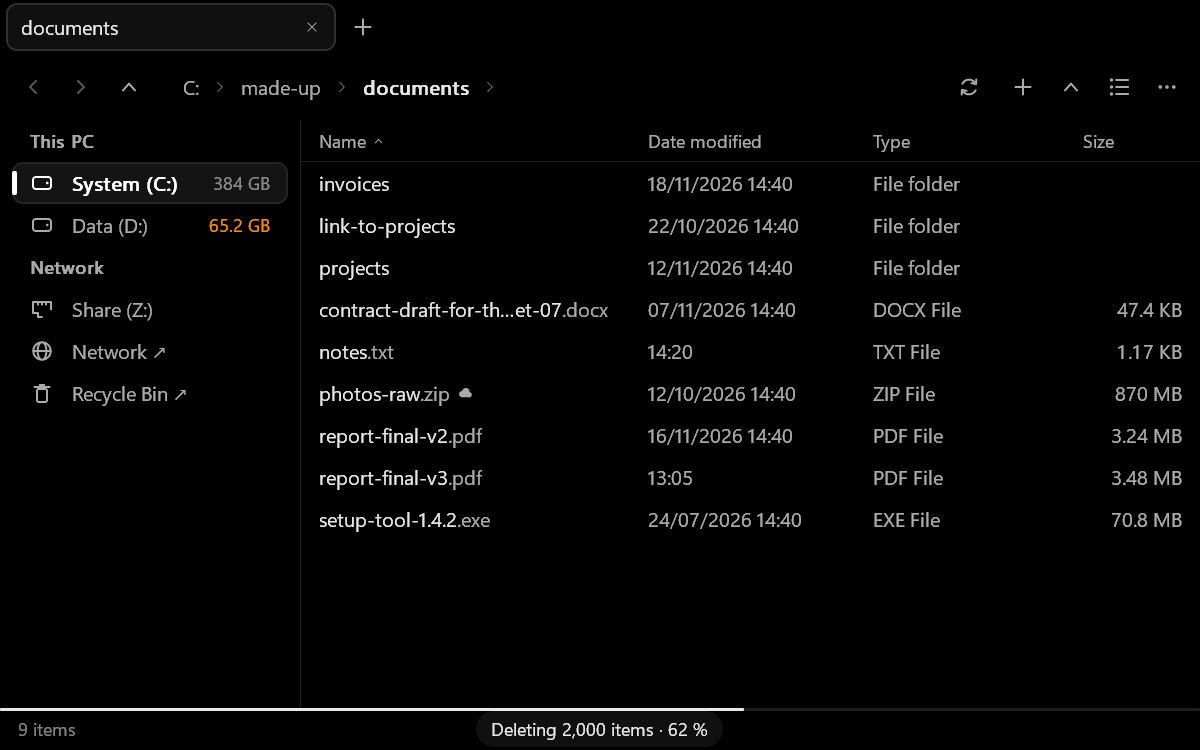 documents
C: made-up documents
This PC
System (C:) 384 GB
Data (D:) 65.2 GB
Network
Share (Z:)
Network ↗
Recycle Bin ↗
Name Date modified Type Size
invoices 18/11/2026 14:40 File folder
link-to-projects 22/10/2026 14:40 File folder
projects 12/11/2026 14:40 File folder
contract-draft-for-th...et-07.docx 07/11/2026 14:40 DOCX File 47.4 KB
notes.txt 14:20 TXT File 1.17 KB
photos-raw.zip 12/10/2026 14:40 ZIP File 870 MB
report-final-v2.pdf 16/11/2026 14:40 PDF File 3.24 MB
report-final-v3.pdf 13:05 PDF File 3.48 MB
setup-tool-1.4.2.exe 24/07/2026 14:40 EXE File 70.8 MB
9 items
Deleting 2,000 items · 62 %